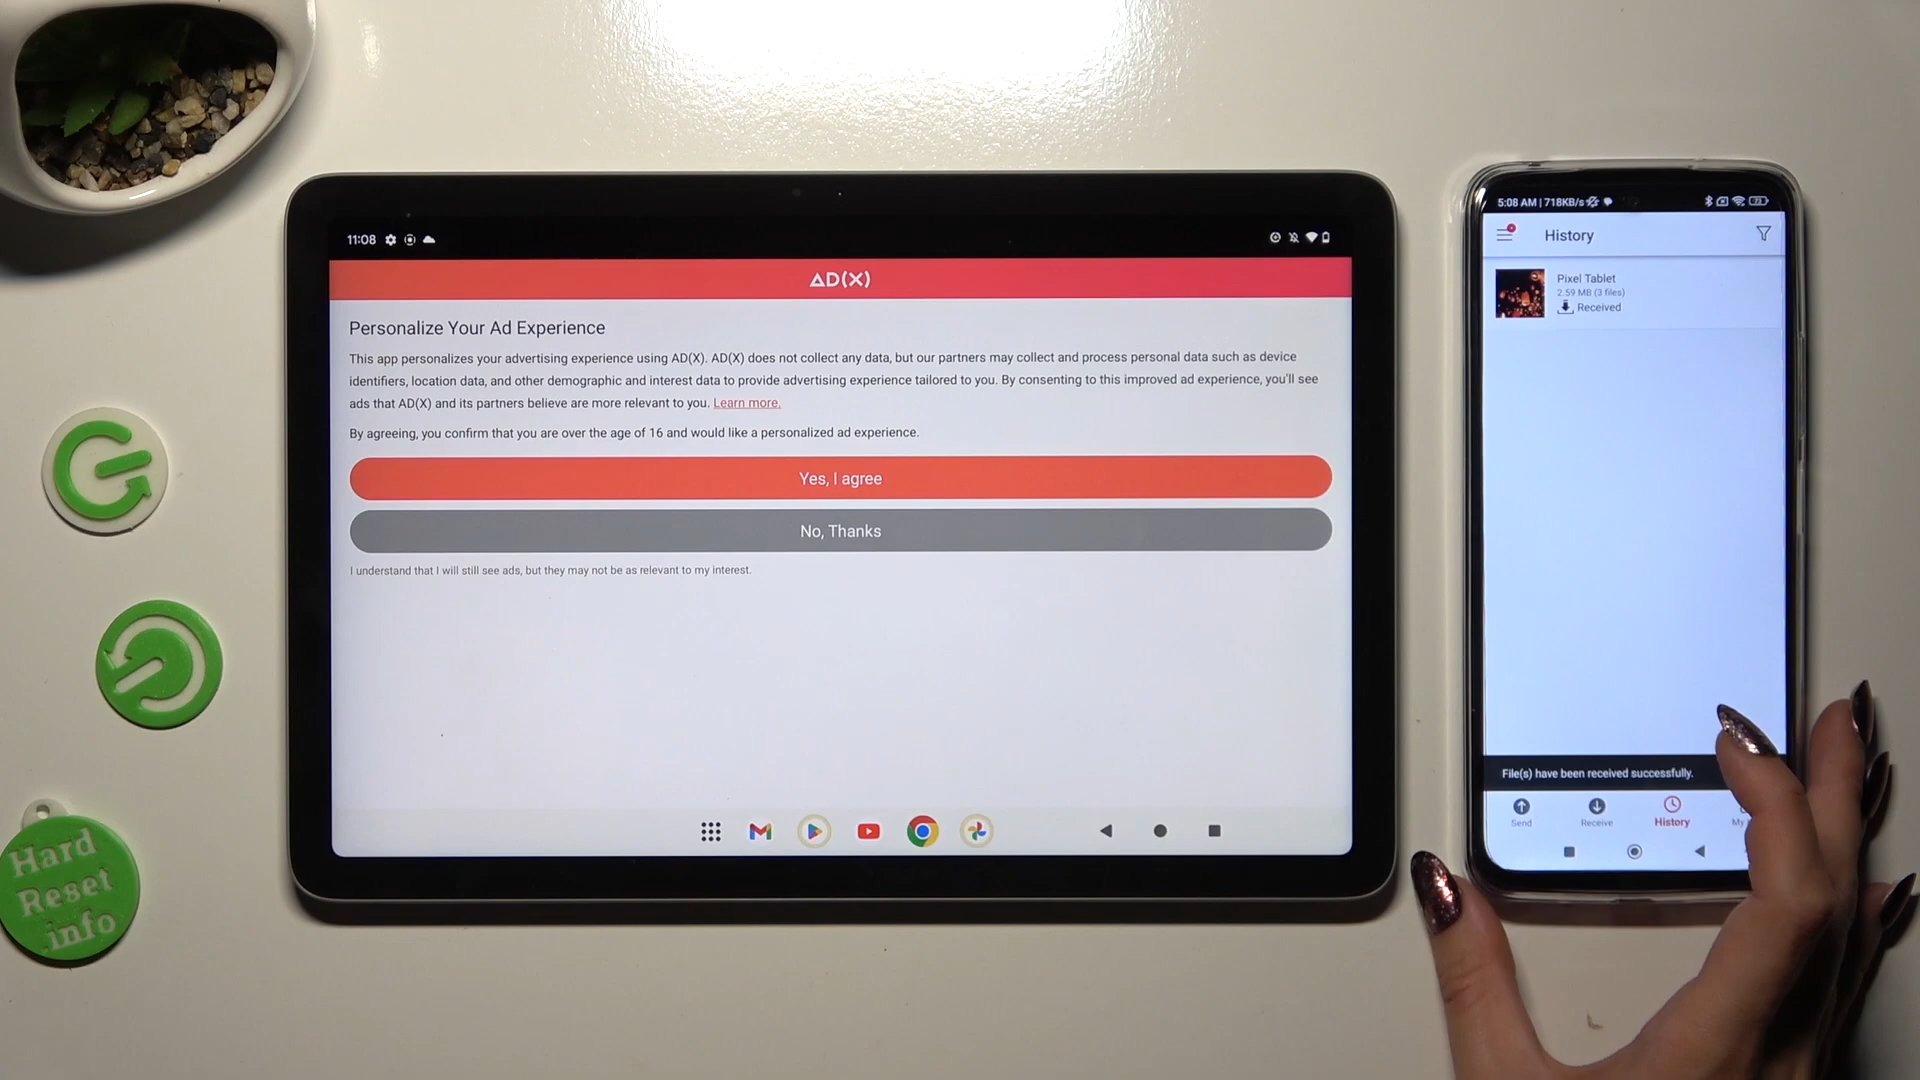 11:08
AD(X)
Personalize Your Ad Experience
This app personalizes your advertising experience using AD(X). AD(X) does not collect any data, but our partners may collect and process personal data such as device
identifiers, location data, and other demographic and interest data to provide advertising experience tailored to you. By consenting to this improved ad experience, you'll see
ads that AD(X) and its partners believe are more relevant to you. Learn more.
By agreeing, you confirm that you are over the age of 16 and would like a personalized ad experience.
Yes, I agree
No, Thanks
I understand that I will still see ads, but they may not be as relevant to my interest.
5:08 AM | 718KB/s
History
Pixel Tablet
2.59 MB (3 files)
Received
File(s) have been received successfully.
Send
Receive
History
My
Hard
Reset
info